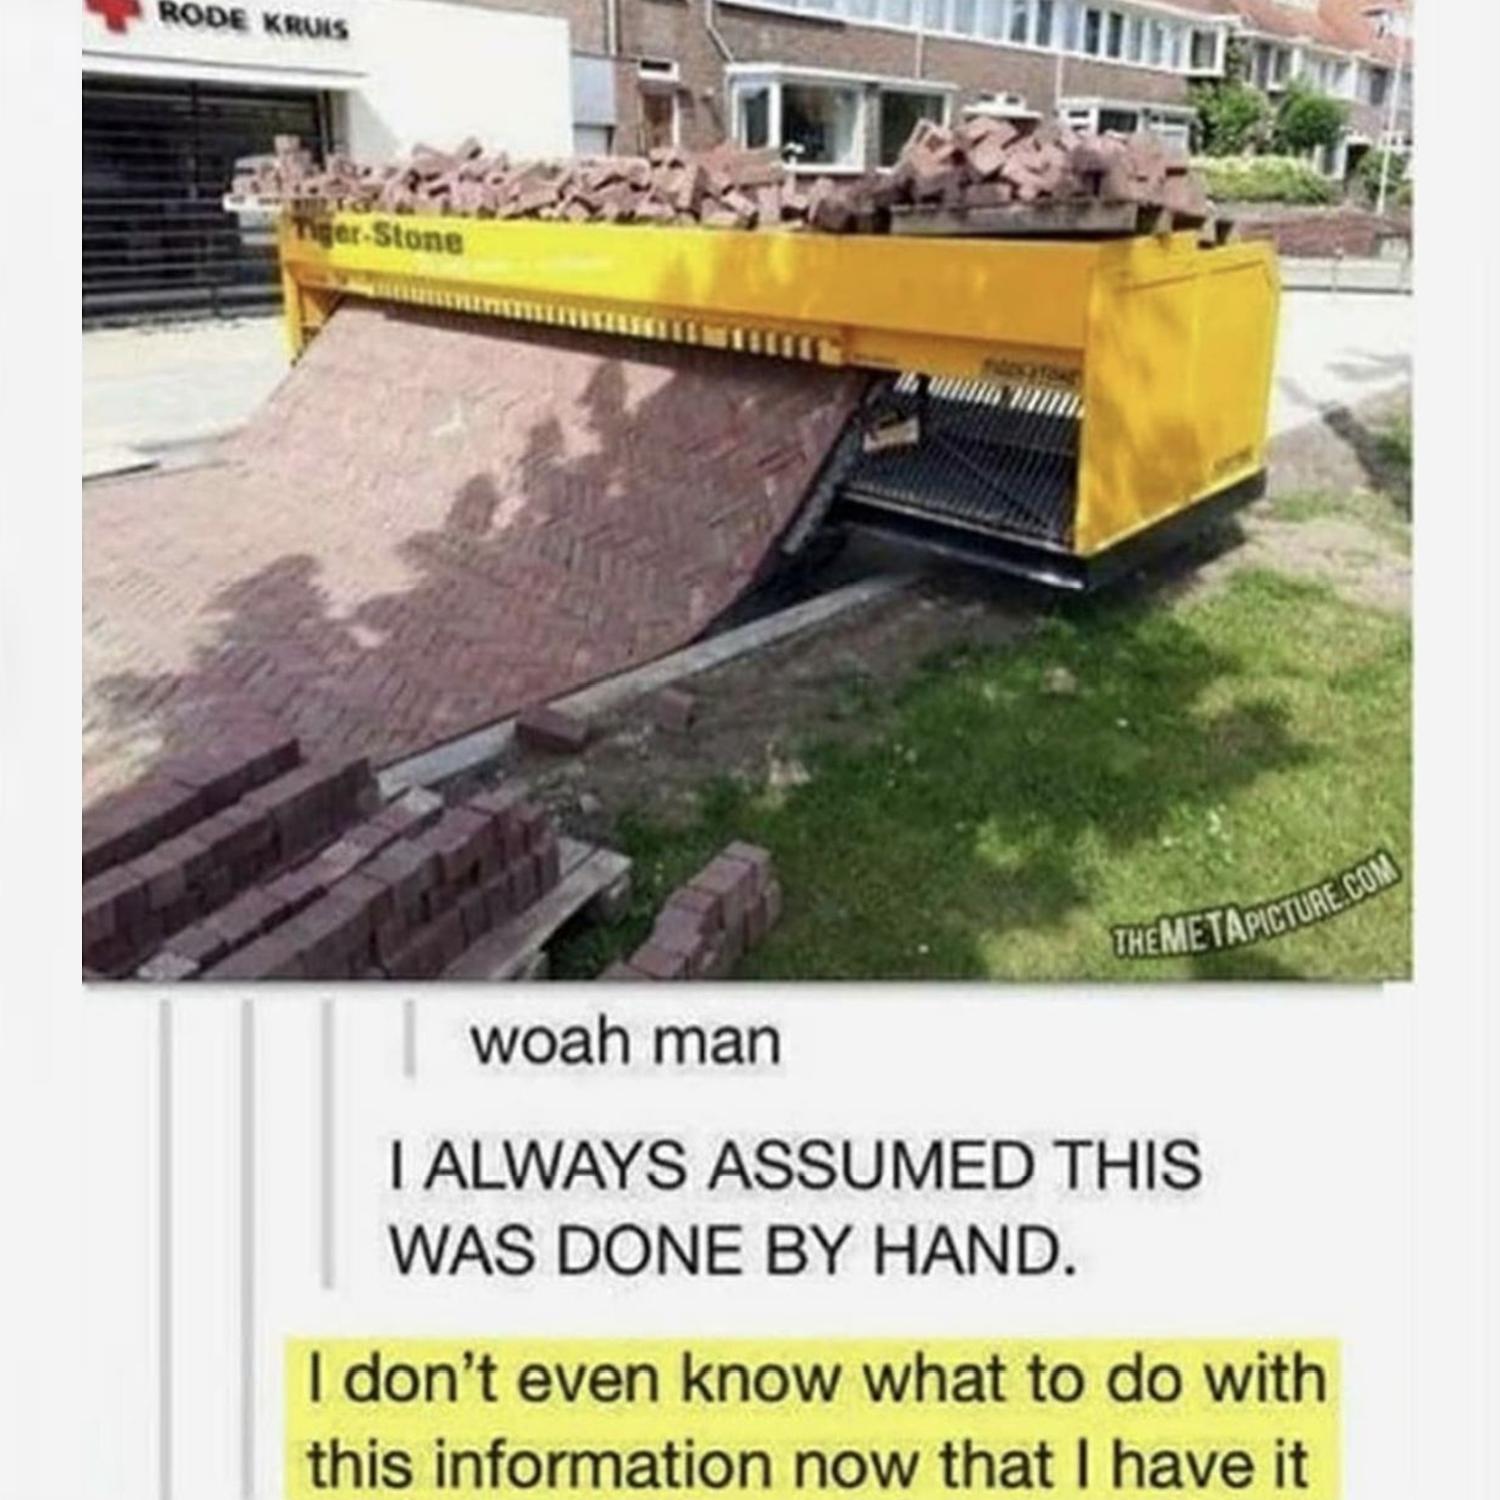 RODE KRUIS
Tiger-Stone
THEMETAPICTURE.COM
woah man
I ALWAYS ASSUMED THIS
WAS DONE BY HAND.
I don't even know what to do with
this information now that I have it